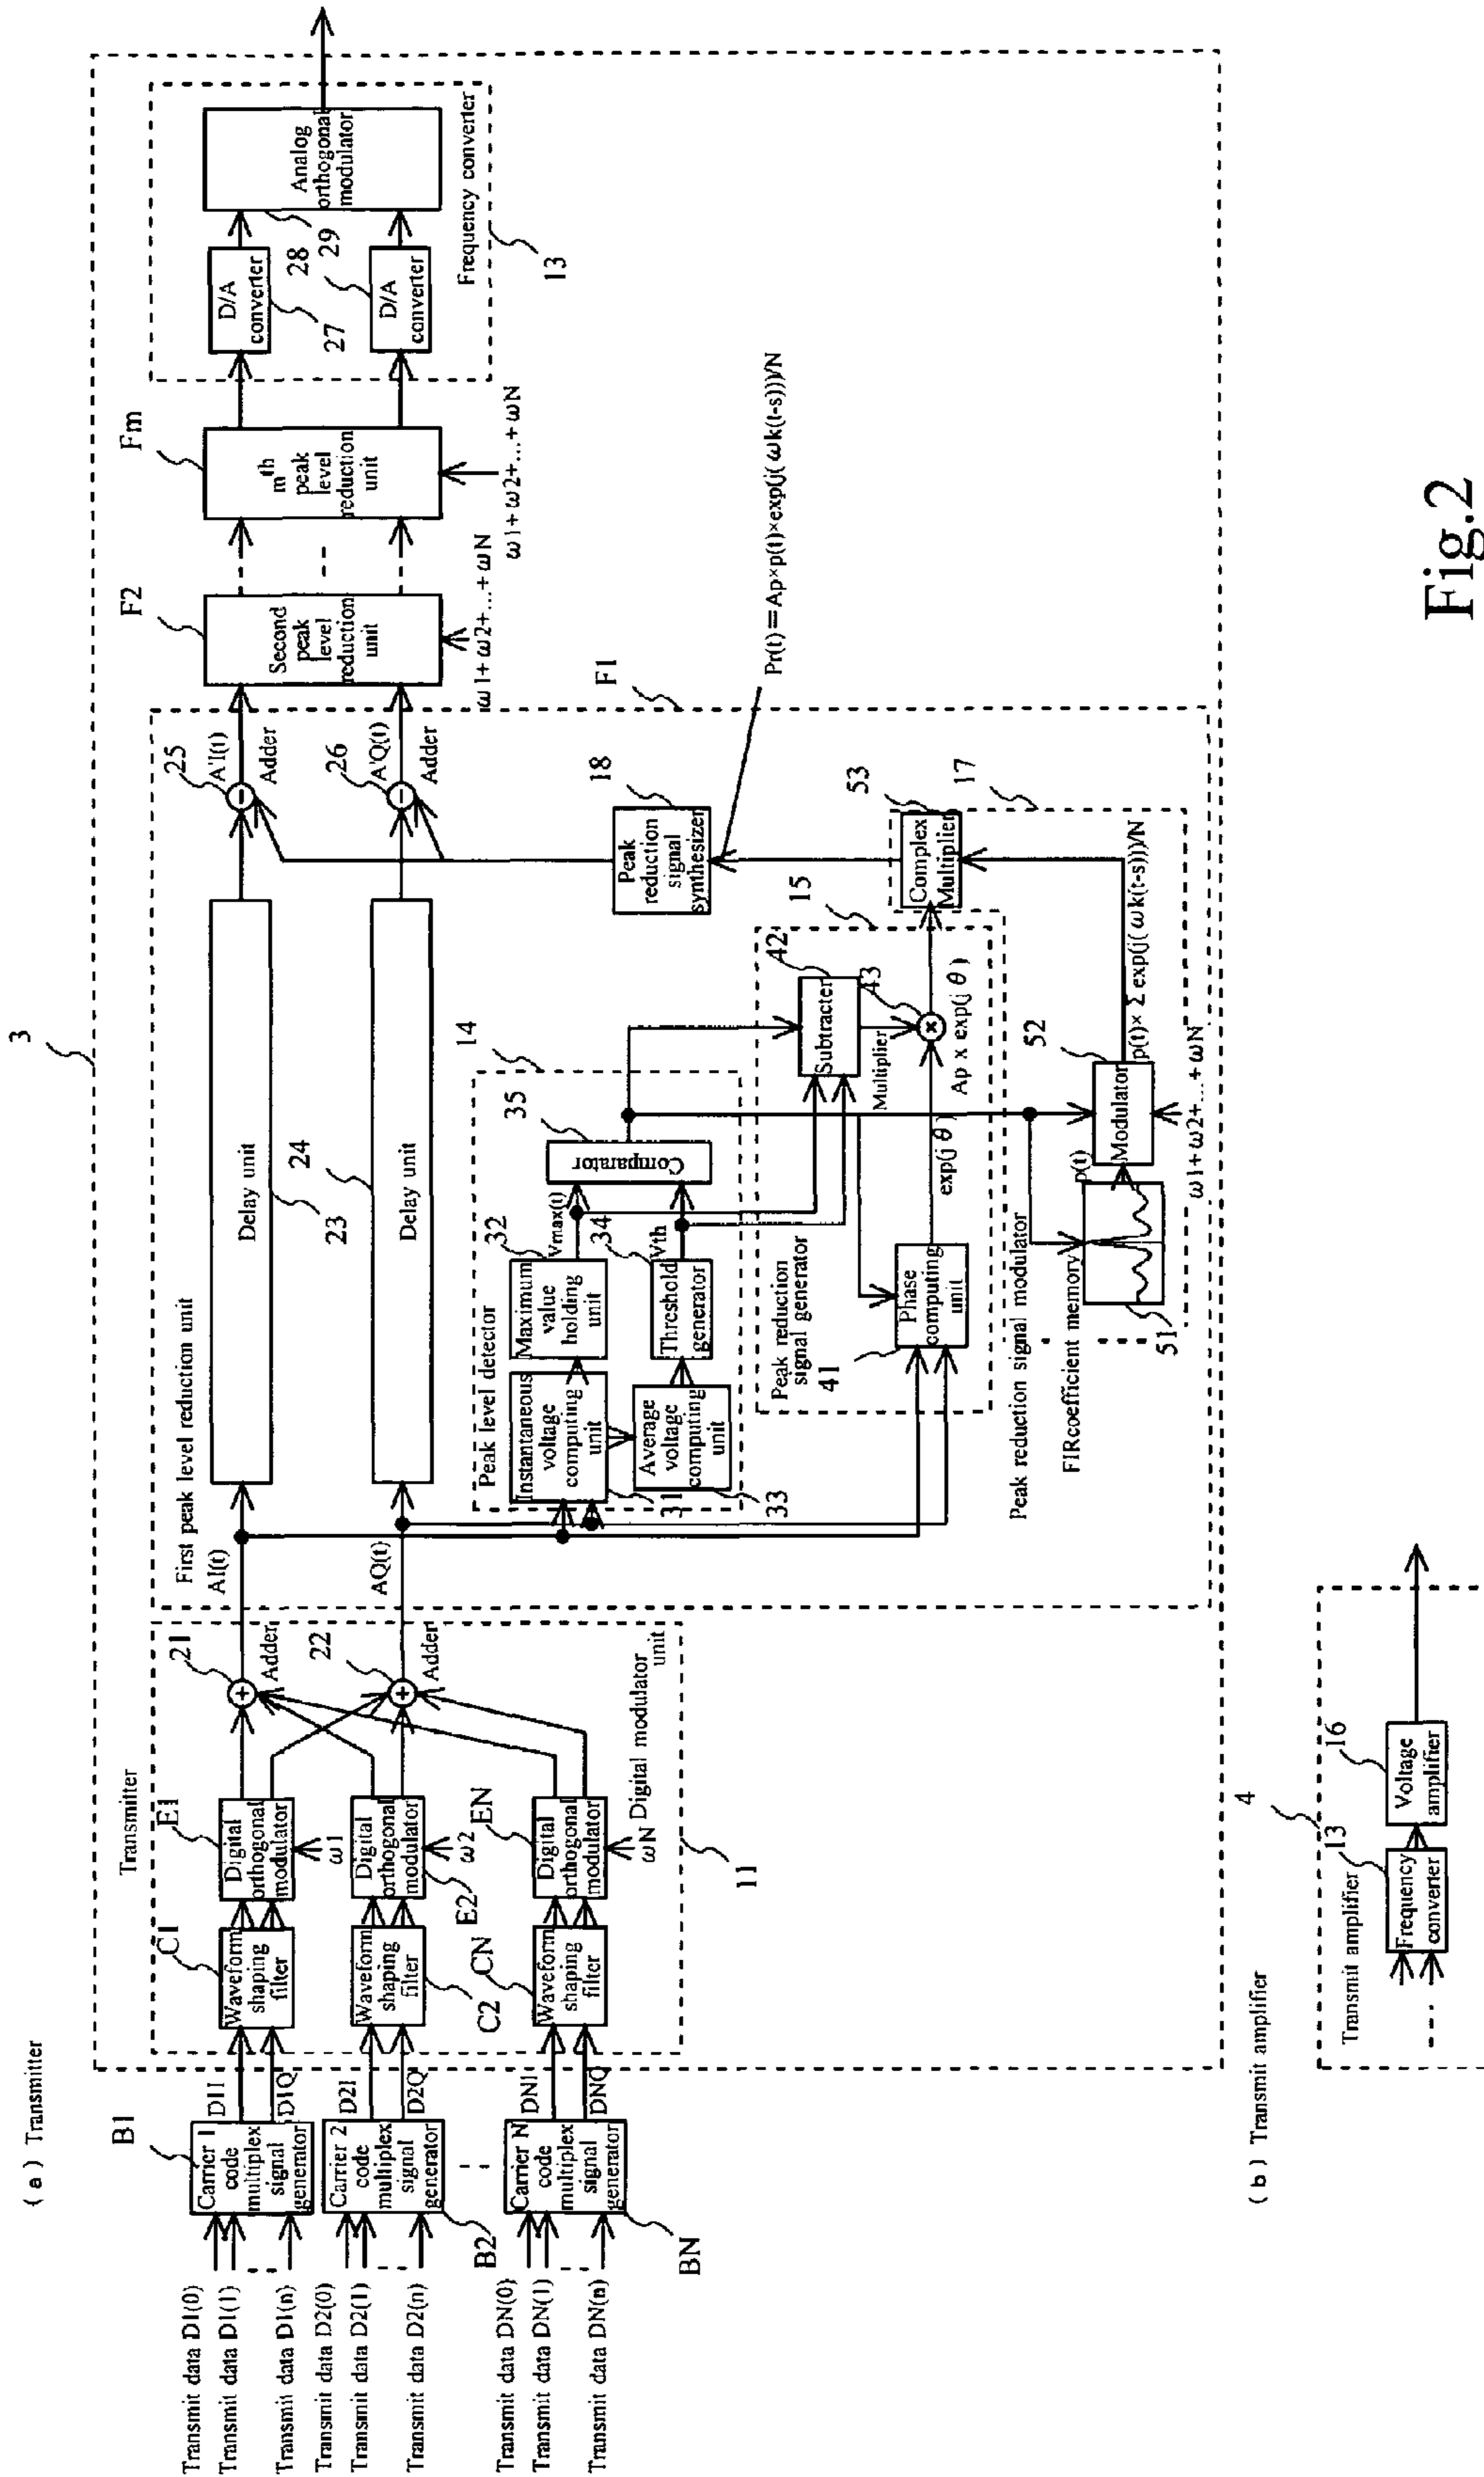 ( a ) Transmitter
3
Transmitter
Transmit data D1(0)
Transmit data D1(1)
Transmit data D1(n)
Transmit data D2(0)
Transmit data D2(1)
Transmit data D2(n)
Transmit data DN(0)
Transmit data DN(1)
Transmit data DN(n)
B1
Carrier 1
code
multiplex
signal
generator
D1I
D1Q
B2
Carrier 2
code
multiplex
signal
generator
D2I
D2Q
BN
Carrier N
code
multiplex
signal
generator
DNI
DNQ
C1
Waveform
shaping
filter
C2
Waveform
shaping
filter
CN
Waveform
shaping
filter
E1
Digital
orthogonal
modulator
ω1
E2
Digital
orthogonal
modulator
ω2
EN
Digital
orthogonal
modulator
ωN
Digital modulator
unit
11
21
Adder
22
Adder
First peak level reduction unit
AI(t)
AQ(t)
Delay unit
23
Delay unit
24
Peak level detector
14
Instantaneous
voltage
computing
unit
31
Maximum
value
holding
unit
32
Vmax(t)
Average
voltage
computing
unit
33
Threshold
generator
34
Vth
Comparator
35
Peak reduction
signal generator
15
41
Phase
computing
unit
exp(j θ)
Subtracter
42
Multiplier
43
Ap x exp(j θ)
Peak reduction signal modulator
17
FIRcoefficient memory
51
p(t)
Modulator
52
ω1+ω2+...+ωN
p(t)× Σ exp(j(ωk(t-s)))/N
Complex
Multiplier
53
Peak
reduction
signal
synthesizer
18
Pr(t)=Ap×p(t)×exp(j(ωk(t-s)))/N
25
A'I(t)
Adder
26
A'Q(t)
Adder
F1
F2
Second
peak
level
reduction
unit
ω1+ω2+...+ωN
Fm
mth
peak
level
reduction
unit
ω1+ω2+...+ωN
D/A
converter
27
D/A
converter
28
29
Analog
orthogonal
modulator
Frequency converter
13
( b ) Transmit amplifier
4
Transmit amplifier
13
Frequency
converter
16
Voltage
amplifier
Fig.2